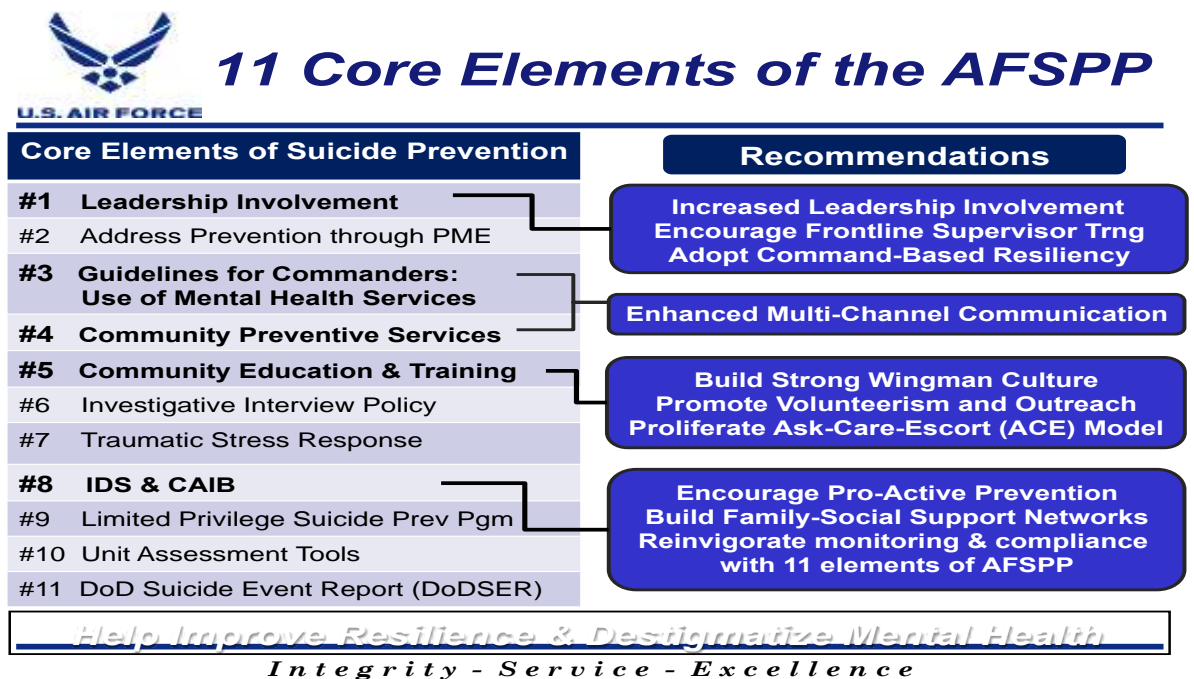 11 Core Elements of the AFSPP
U.S. AIR FORCE
Core Elements of Suicide Prevention
#1 Leadership Involvement
#2 Address Prevention through PME
#3 Guidelines for Commanders:
Use of Mental Health Services
#4 Community Preventive Services
#5 Community Education & Training
#6 Investigative Interview Policy
#7 Traumatic Stress Response
#8 IDS & CAIB
#9 Limited Privilege Suicide Prev Pgm
#10 Unit Assessment Tools
#11 DoD Suicide Event Report (DoDSER)
Recommendations
Increased Leadership Involvement
Encourage Frontline Supervisor Trng
Adopt Command-Based Resiliency
Enhanced Multi-Channel Communication
Build Strong Wingman Culture
Promote Volunteerism and Outreach
Proliferate Ask-Care-Escort (ACE) Model
Encourage Pro-Active Prevention
Build Family-Social Support Networks
Reinvigorate monitoring & compliance
with 11 elements of AFSPP
Help Improve Resilience & Destigmatize Mental Health
Integrity - Service - Excellence